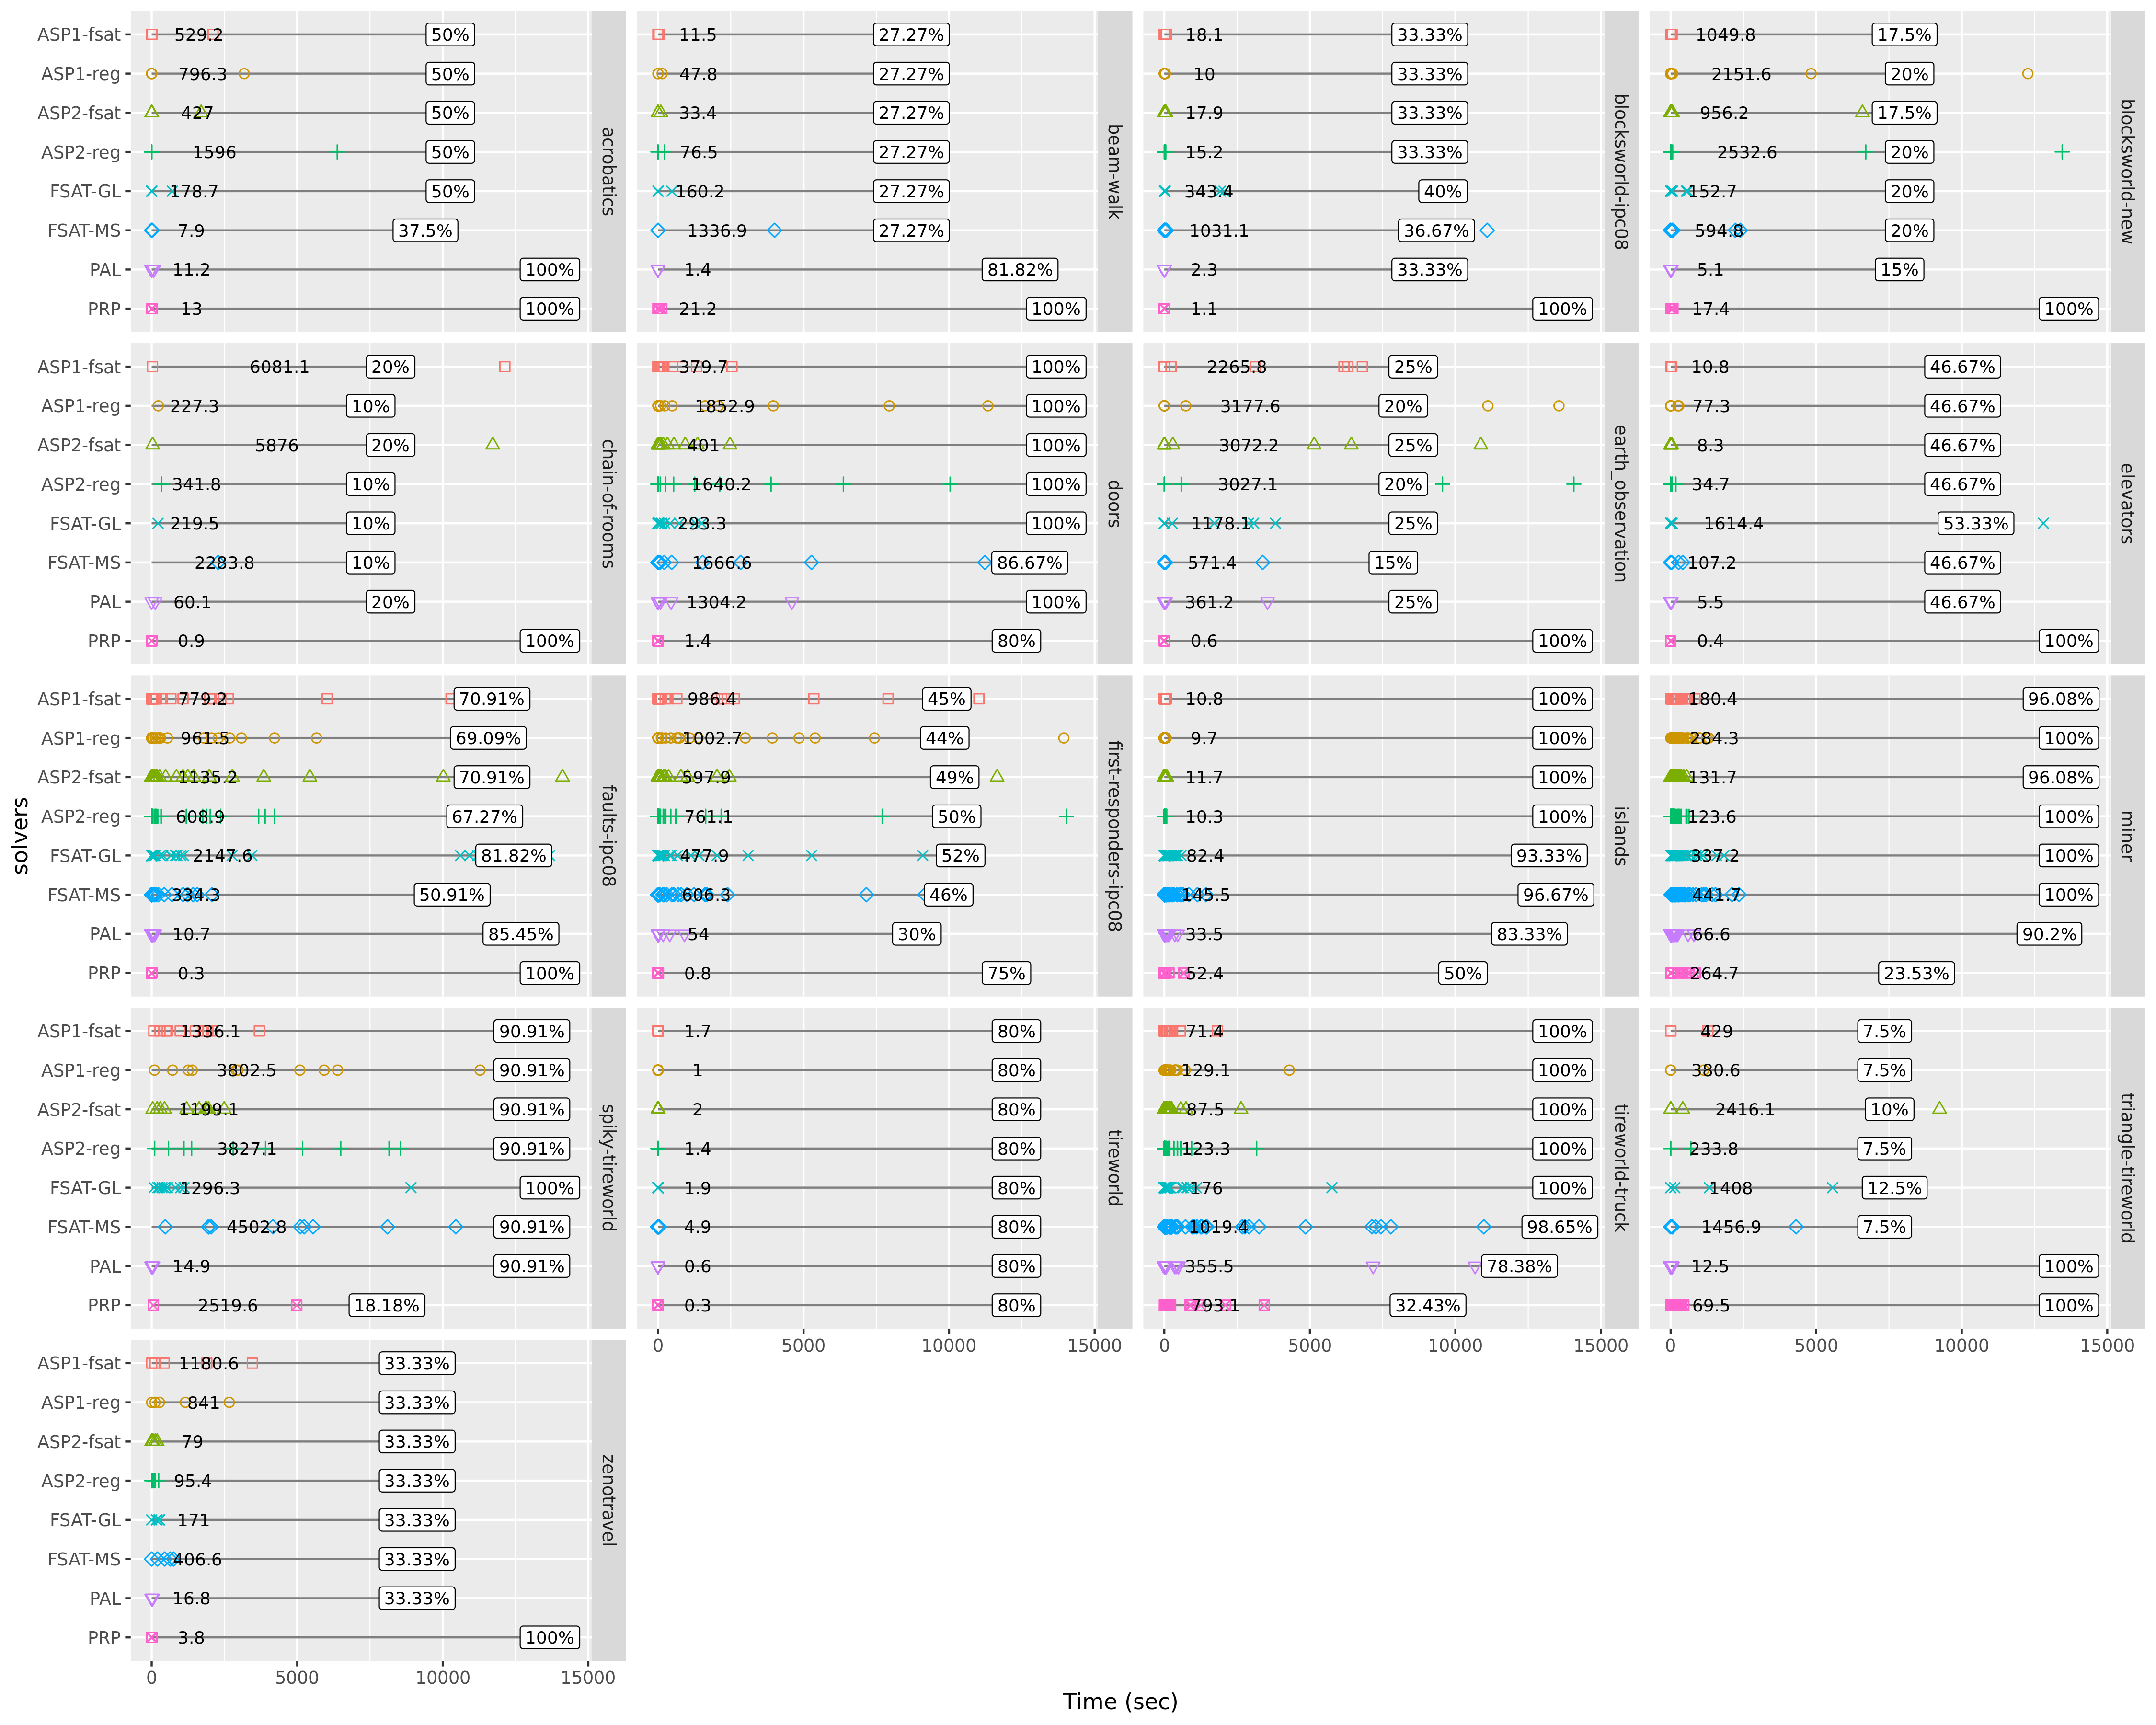 ASP1-fsat 529.2 50% 11.5 27.27% 18.1 33.33% 1049.8 17.5%
ASP1-reg 796.3 50% 47.8 27.27% 10 33.33% 2151.6 20%
ASP2-fsat 427 50% 33.4 27.27% 17.9 33.33% 956.2 17.5%
ASP2-reg 1596 50% 76.5 27.27% 15.2 33.33% 2532.6 20%
FSAT-GL 178.7 50% 160.2 27.27% 343.4 40% 152.7 20%
FSAT-MS 7.9 37.5% 1336.9 27.27% 1031.1 36.67% 594.8 20%
PAL 11.2 100% 1.4 81.82% 2.3 33.33% 5.1 15%
PRP 13 100% 21.2 100% 1.1 100% 17.4 100%
acrobatics
beam-walk
blocksworld-ipc08
blocksworld-new
ASP1-fsat 6081.1 20% 379.7 100% 2265.8 25% 10.8 46.67%
ASP1-reg 227.3 10% 1852.9 100% 3177.6 20% 77.3 46.67%
ASP2-fsat 5876 20% 401 100% 3072.2 25% 8.3 46.67%
ASP2-reg 341.8 10% 1640.2 100% 3027.1 20% 34.7 46.67%
FSAT-GL 219.5 10% 293.3 100% 1178.1 25% 1614.4 53.33%
FSAT-MS 2283.8 10% 1666.6 86.67% 571.4 15% 107.2 46.67%
PAL 60.1 20% 1304.2 100% 361.2 25% 5.5 46.67%
PRP 0.9 100% 1.4 80% 0.6 100% 0.4 100%
chain-of-rooms
doors
earth_observation
elevators
ASP1-fsat 779.2 70.91% 986.4 45% 10.8 100% 180.4 96.08%
ASP1-reg 961.5 69.09% 1002.7 44% 9.7 100% 284.3 100%
ASP2-fsat 1135.2 70.91% 597.9 49% 11.7 100% 131.7 96.08%
ASP2-reg 608.9 67.27% 761.1 50% 10.3 100% 123.6 100%
FSAT-GL 2147.6 81.82% 477.9 52% 82.4 93.33% 337.2 100%
FSAT-MS 334.3 50.91% 606.3 46% 145.5 96.67% 441.7 100%
PAL 10.7 85.45% 54 30% 33.5 83.33% 66.6 90.2%
PRP 0.3 100% 0.8 75% 52.4 50% 264.7 23.53%
faults-ipc08
first-responders-ipc08
islands
miner
ASP1-fsat 1336.1 90.91% 1.7 80% 71.4 100% 429 7.5%
ASP1-reg 3802.5 90.91% 1 80% 129.1 100% 380.6 7.5%
ASP2-fsat 1199.1 90.91% 2 80% 87.5 100% 2416.1 10%
ASP2-reg 3827.1 90.91% 1.4 80% 123.3 100% 233.8 7.5%
FSAT-GL 1296.3 100% 1.9 80% 176 100% 1408 12.5%
FSAT-MS 4502.8 90.91% 4.9 80% 1019.4 98.65% 1456.9 7.5%
PAL 14.9 90.91% 0.6 80% 355.5 78.38% 12.5 100%
PRP 2519.6 18.18% 0.3 80% 793.1 32.43% 69.5 100%
spiky-tireworld
tireworld
tireworld-truck
triangle-tireworld
0 5000 10000 15000 0 5000 10000 15000 0 5000 10000 15000
ASP1-fsat 1180.6 33.33%
ASP1-reg 841 33.33%
ASP2-fsat 79 33.33%
ASP2-reg 95.4 33.33%
FSAT-GL 171 33.33%
FSAT-MS 406.6 33.33%
PAL 16.8 33.33%
PRP 3.8 100%
zenotravel
0 5000 10000 15000
solvers
Time (sec)